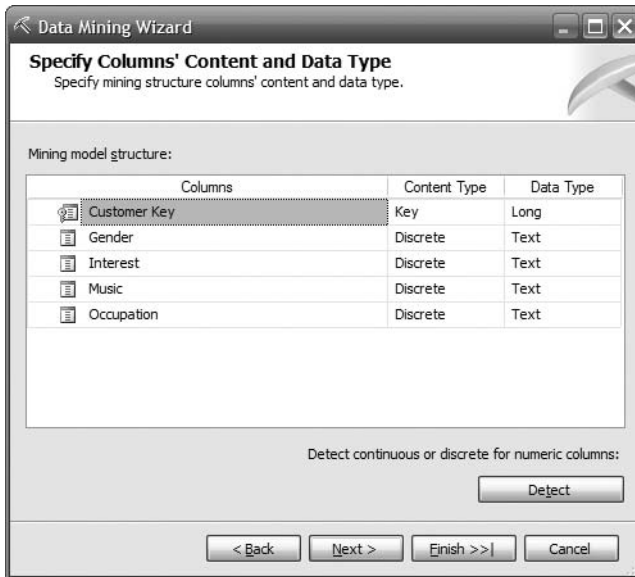 Data Mining Wizard
Specify Columns' Content and Data Type
Specify mining structure columns' content and data type.
Mining model structure:
Columns Content Type Data Type
Customer Key Key Long
Gender Discrete Text
Interest Discrete Text
Music Discrete Text
Occupation Discrete Text
Detect continuous or discrete for numeric columns:
Detect
< Back Next > Finish >>| Cancel